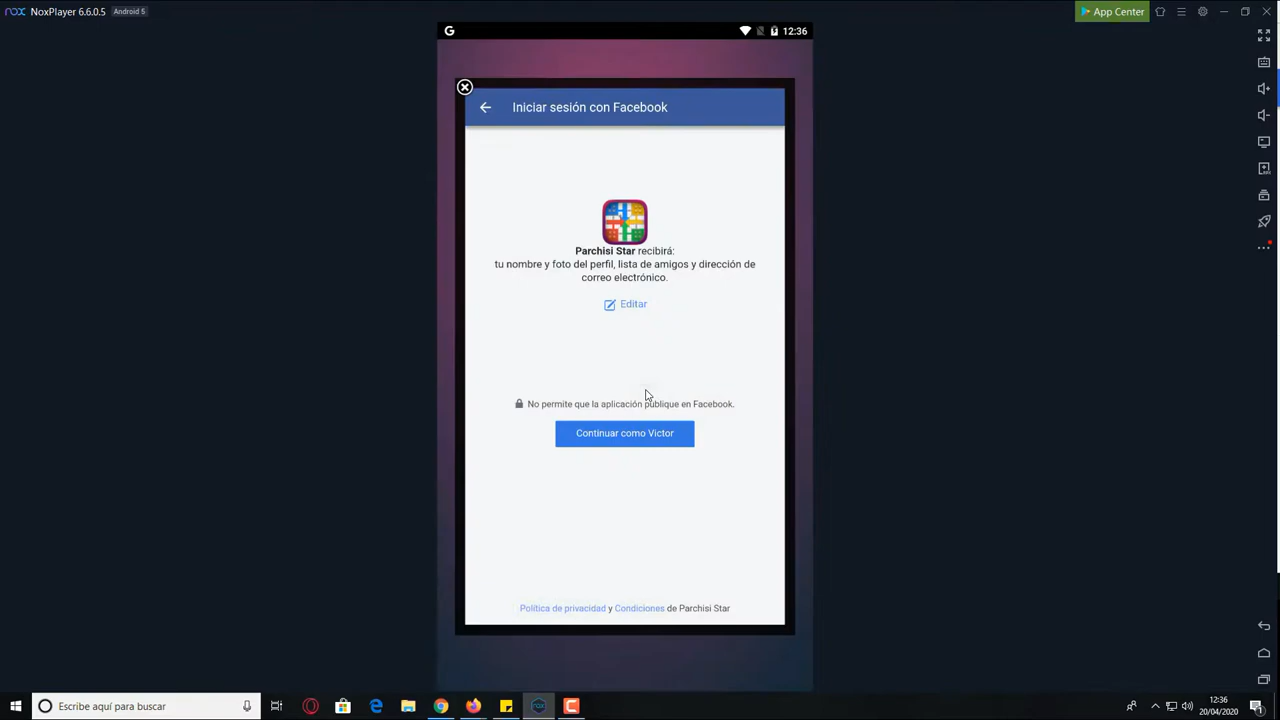 nox NoxPlayer 6.6.0.5 Android 5
App Center
G 12:36
Iniciar sesión con Facebook
Parchisi Star recibirá:
tu nombre y foto del perfil, lista de amigos y dirección de
correo electrónico.
Editar
No permite que la aplicación publique en Facebook.
Continuar como Victor
Política de privacidad y Condiciones de Parchisi Star
Escribe aquí para buscar
nox
12:36
20/04/2020
1